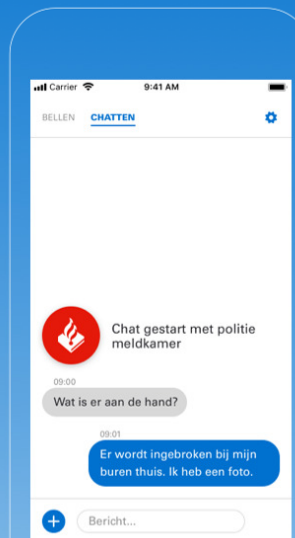 Carrier 9:41 AM
BELLEN CHATTEN
Chat gestart met politie
meldkamer
09:00
Wat is er aan de hand?
09:01
Er wordt ingebroken bij mijn
buren thuis. Ik heb een foto.
Bericht...